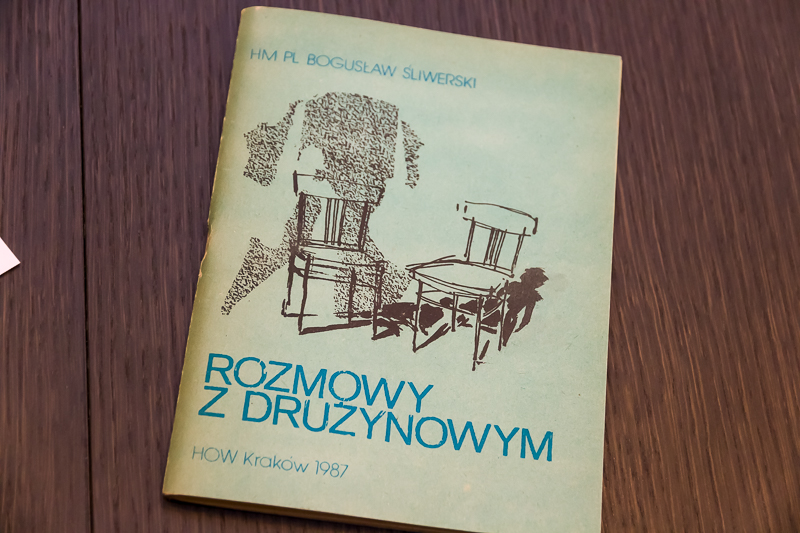 HM PL BOGUSŁAW ŚLIWERSKI
ROZMOWY
Z DRUŻYNOWYM
HOW Kraków 1987